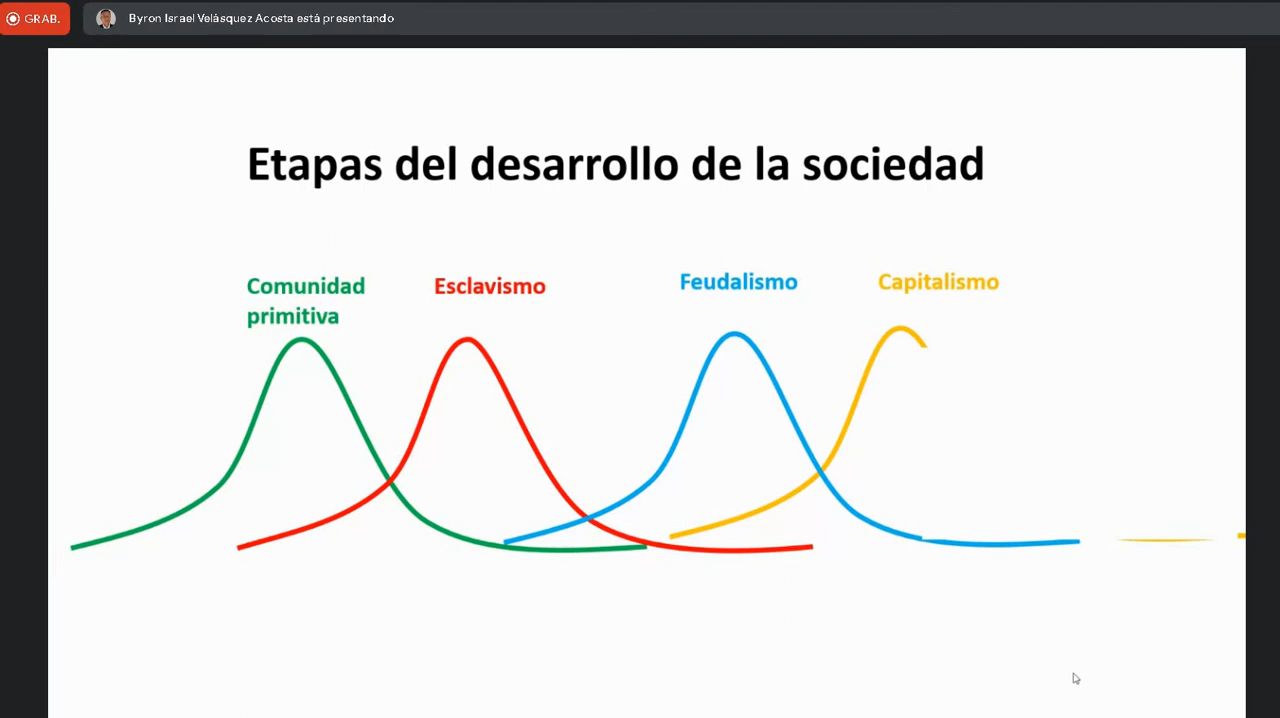 GRAB.
Byron Israel Velásquez Acosta está presentando
Etapas del desarrollo de la sociedad
Comunidad
primitiva
Esclavismo
Feudalismo
Capitalismo